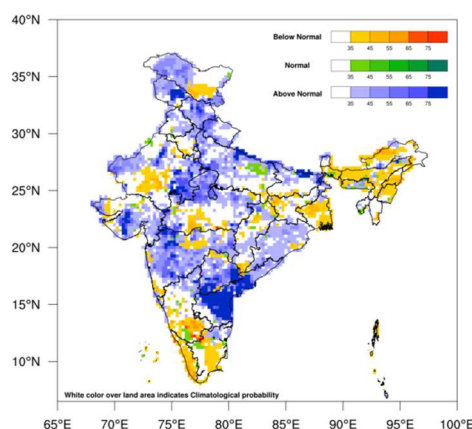 40°N
35°N
30°N
25°N
20°N
15°N
10°N
65°E 70°E 75°E 80°E 85°E 90°E 95°E 100°E
Below Normal
35 45 55 65 75
Normal
35 45 55 65 75
Above Normal
35 45 55 65 75
White color over land area indicates Climatological probability